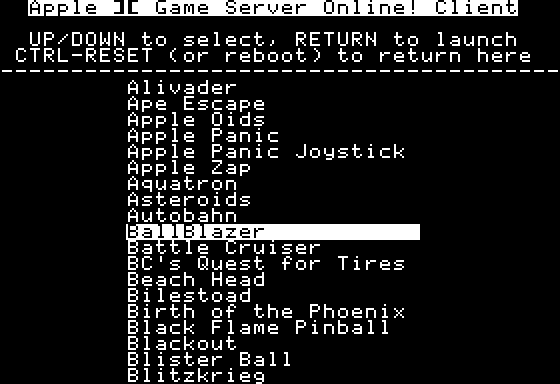 Apple ][ Game Server Online! Client
UP/DOWN to select, RETURN to launch
CTRL-RESET (or reboot) to return here
----------------------------------------
Alivader
Ape Escape
Apple Oids
Apple Panic
Apple Panic Joystick
Apple Zap
Aquatron
Asteroids
Autobahn
BallBlazer
Battle Cruiser
BC's Quest for Tires
Beach Head
Bilestoad
Birth of the Phoenix
Black Flame Pinball
Blackout
Blister Ball
Blitzkrieg